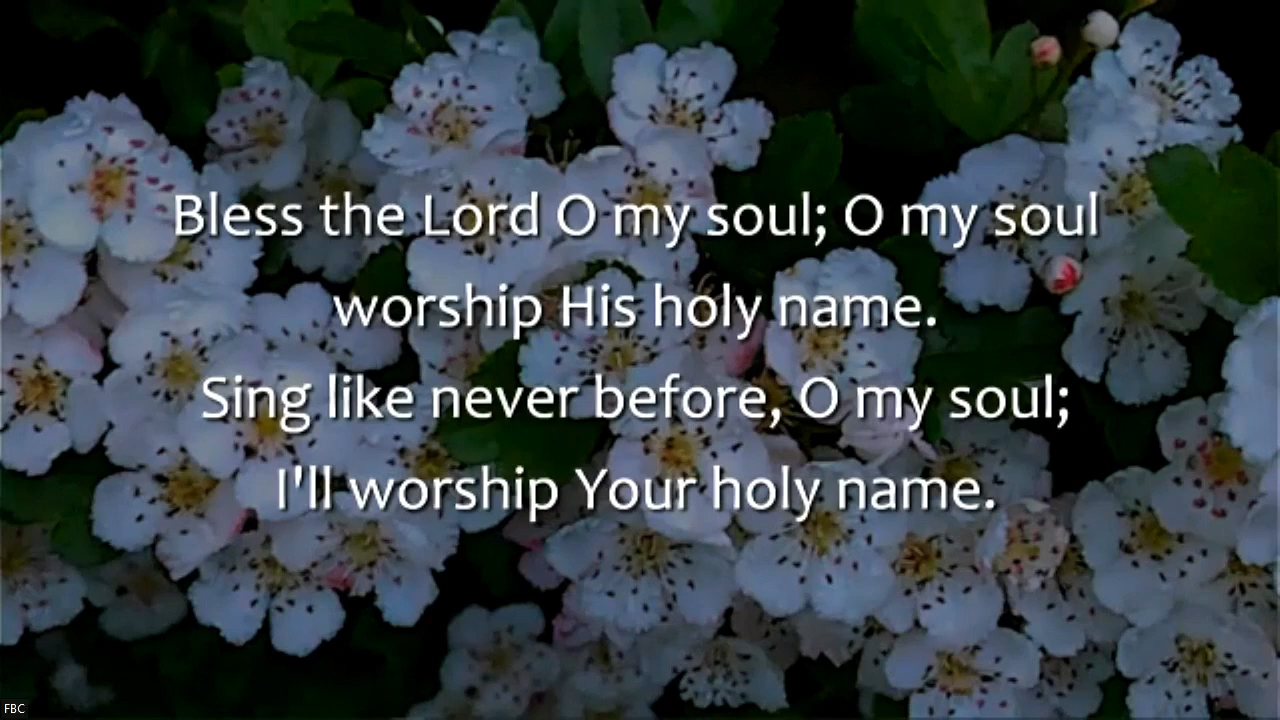 Bless the Lord O my soul; O my soul
worship His holy name.
Sing like never before, O my soul;
I'll worship Your holy name.
FBC